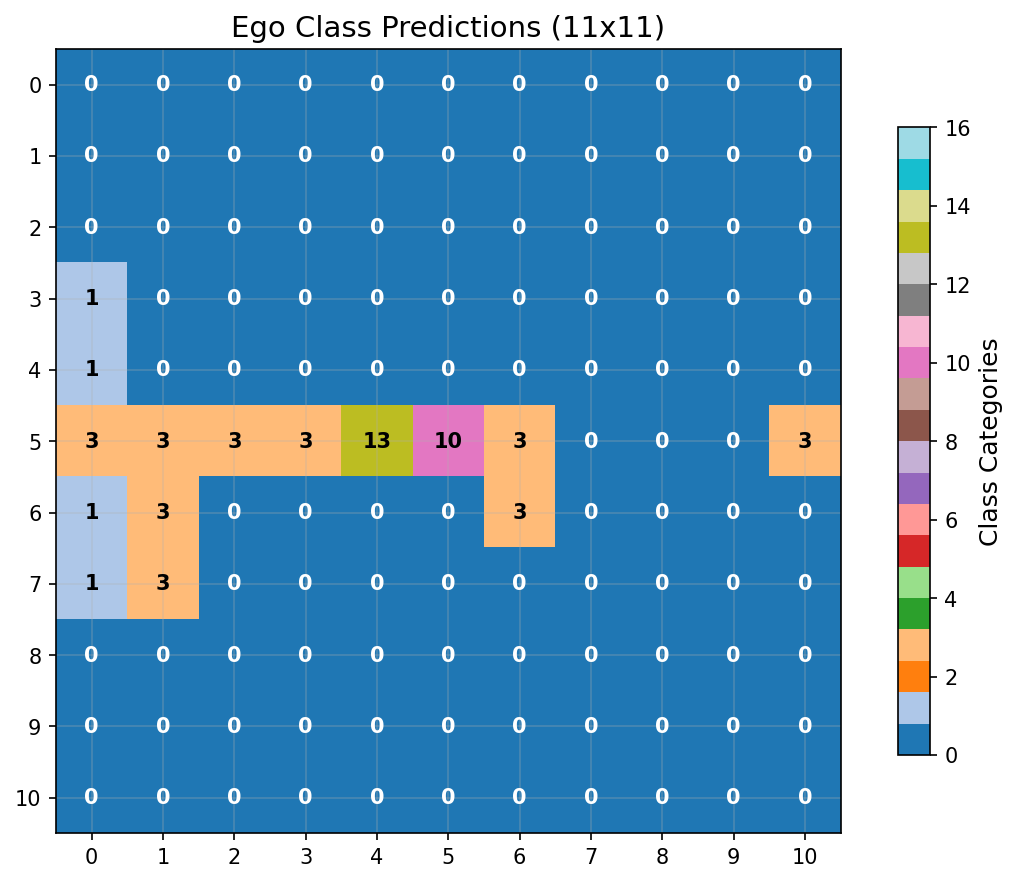 Ego Class Predictions (11x11)
0 0 0 0 0 0 0 0 0 0 0 0
1 0 0 0 0 0 0 0 0 0 0 0
2 0 0 0 0 0 0 0 0 0 0 0
3 1 0 0 0 0 0 0 0 0 0 0
4 1 0 0 0 0 0 0 0 0 0 0
5 3 3 3 3 13 10 3 0 0 0 3
6 1 3 0 0 0 0 3 0 0 0 0
7 1 3 0 0 0 0 0 0 0 0 0
8 0 0 0 0 0 0 0 0 0 0 0
9 0 0 0 0 0 0 0 0 0 0 0
10 0 0 0 0 0 0 0 0 0 0 0
0 1 2 3 4 5 6 7 8 9 10
16
14
12
10
8
6
4
2
0
Class Categories